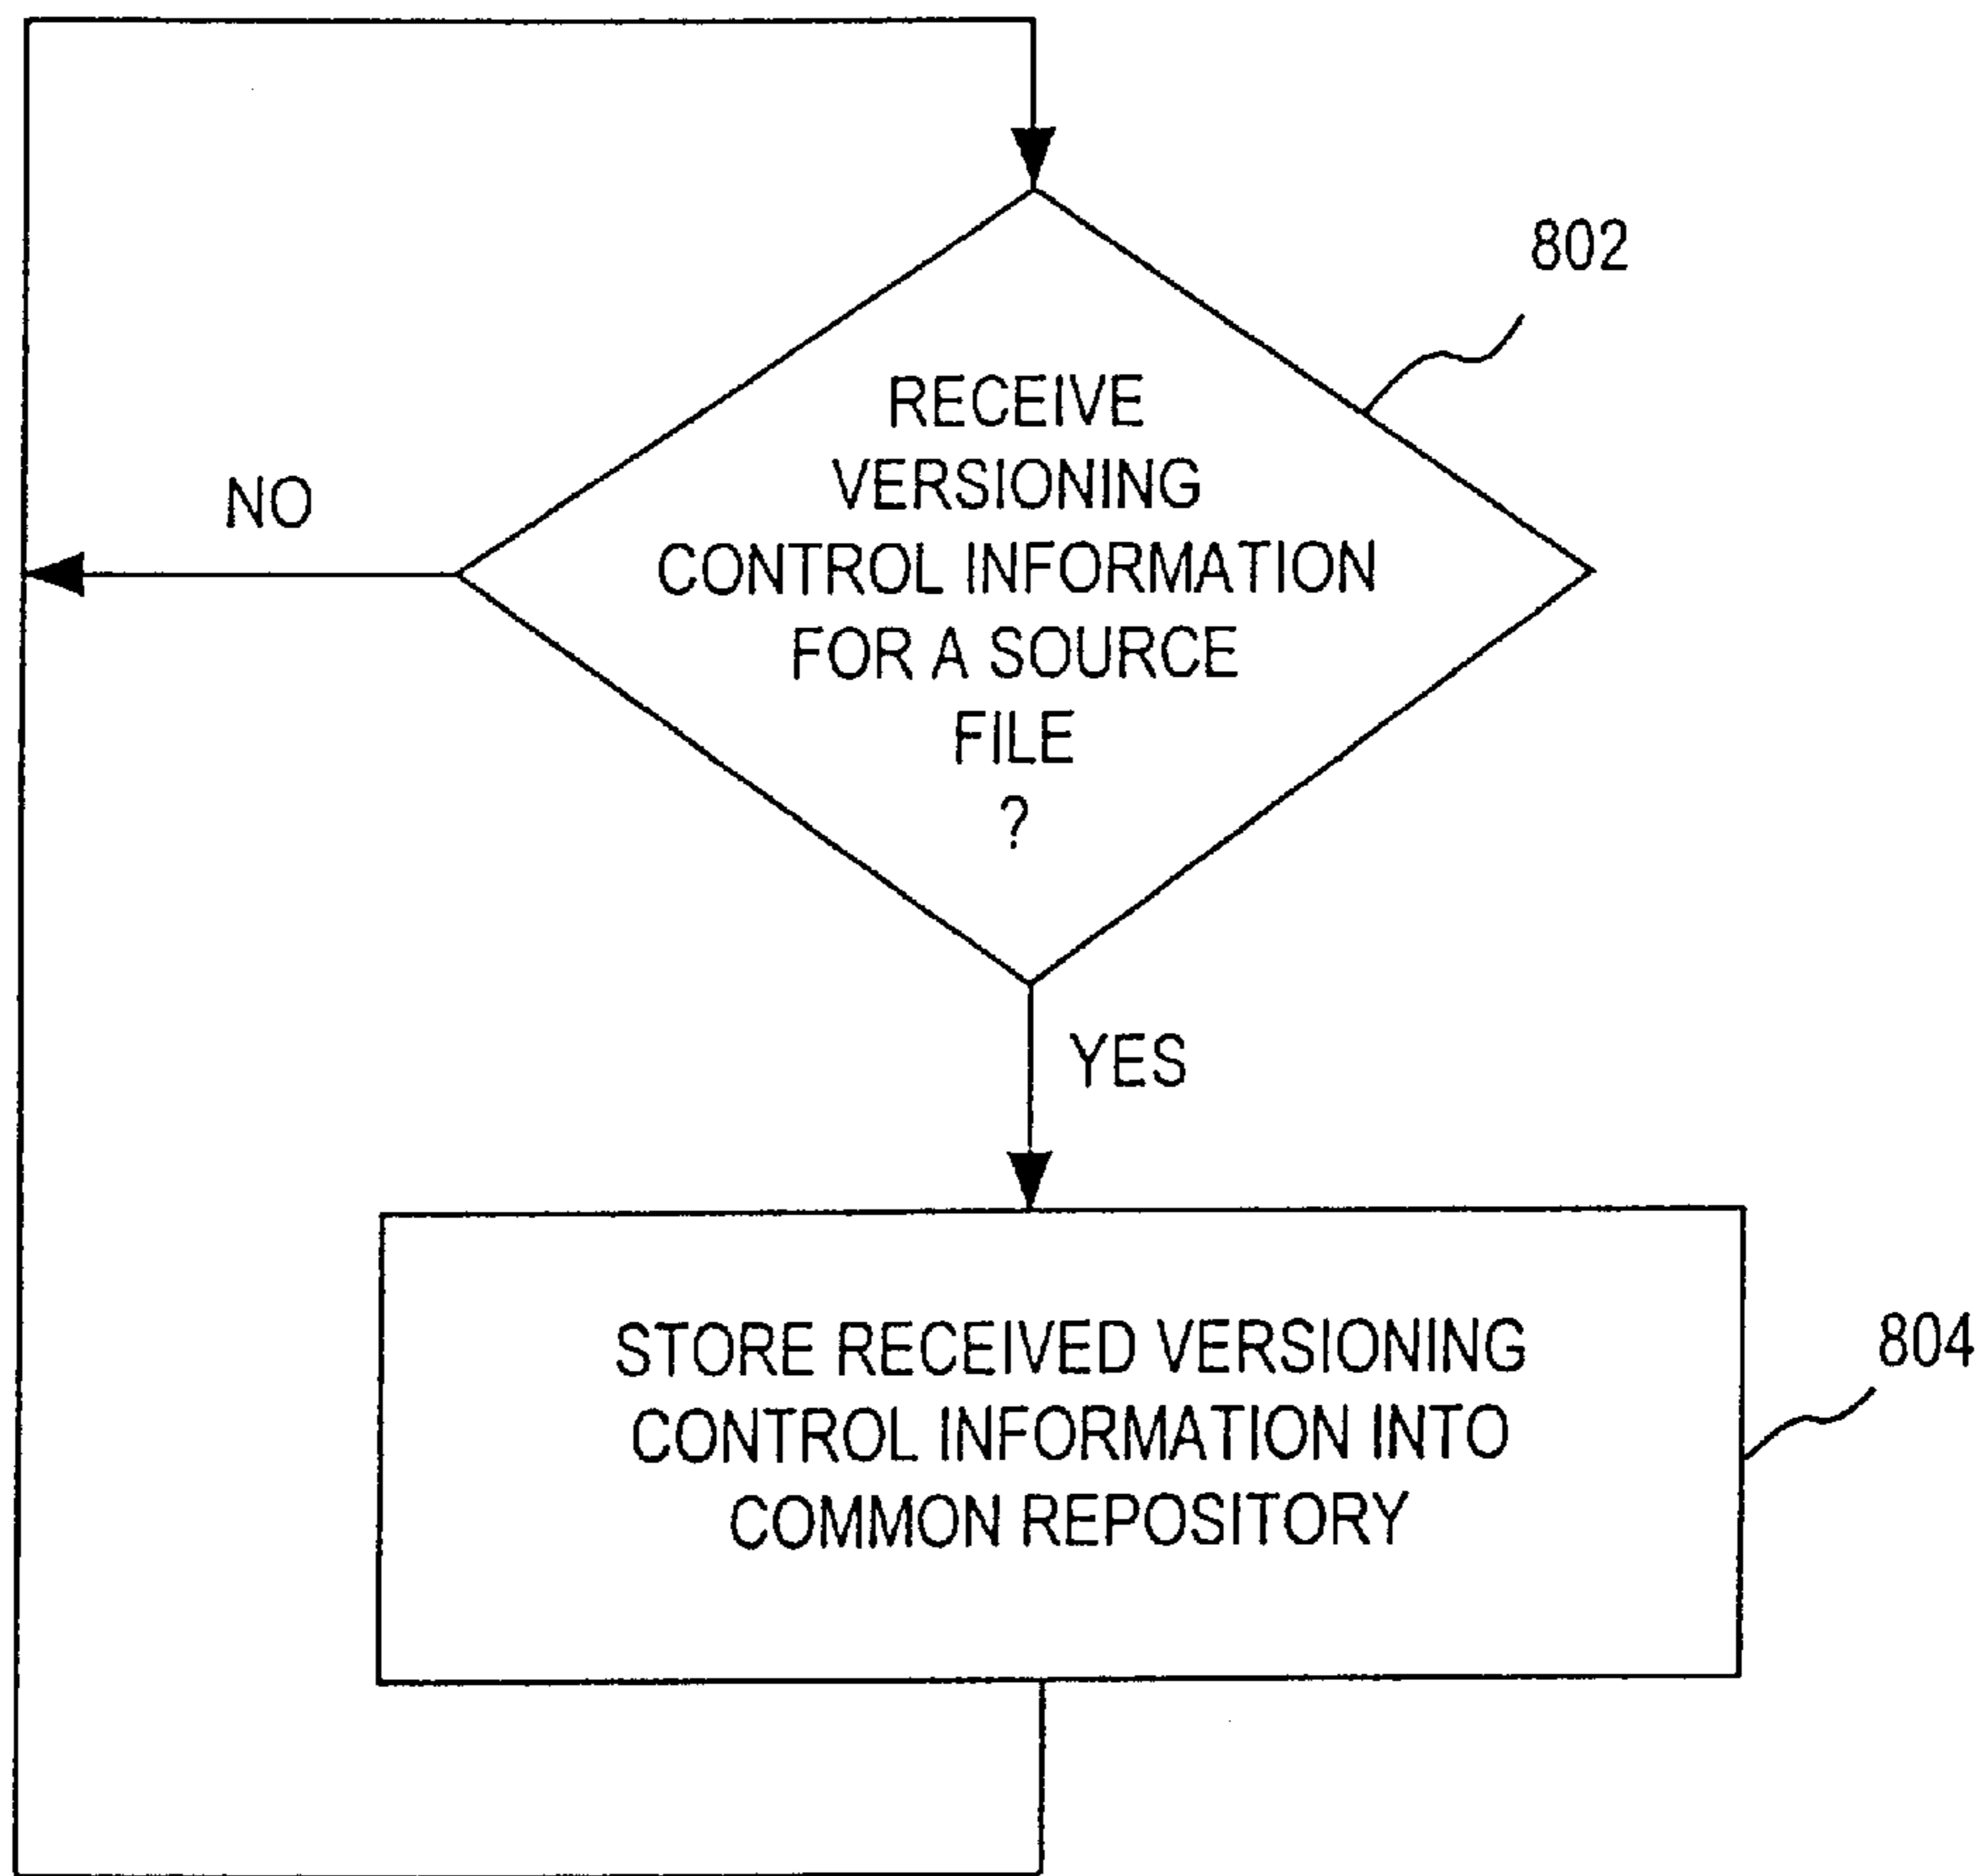 802
RECEIVE
VERSIONING
CONTROL INFORMATION
FOR A SOURCE
FILE
?
NO
YES
STORE RECEIVED VERSIONING
CONTROL INFORMATION INTO
COMMON REPOSITORY
804